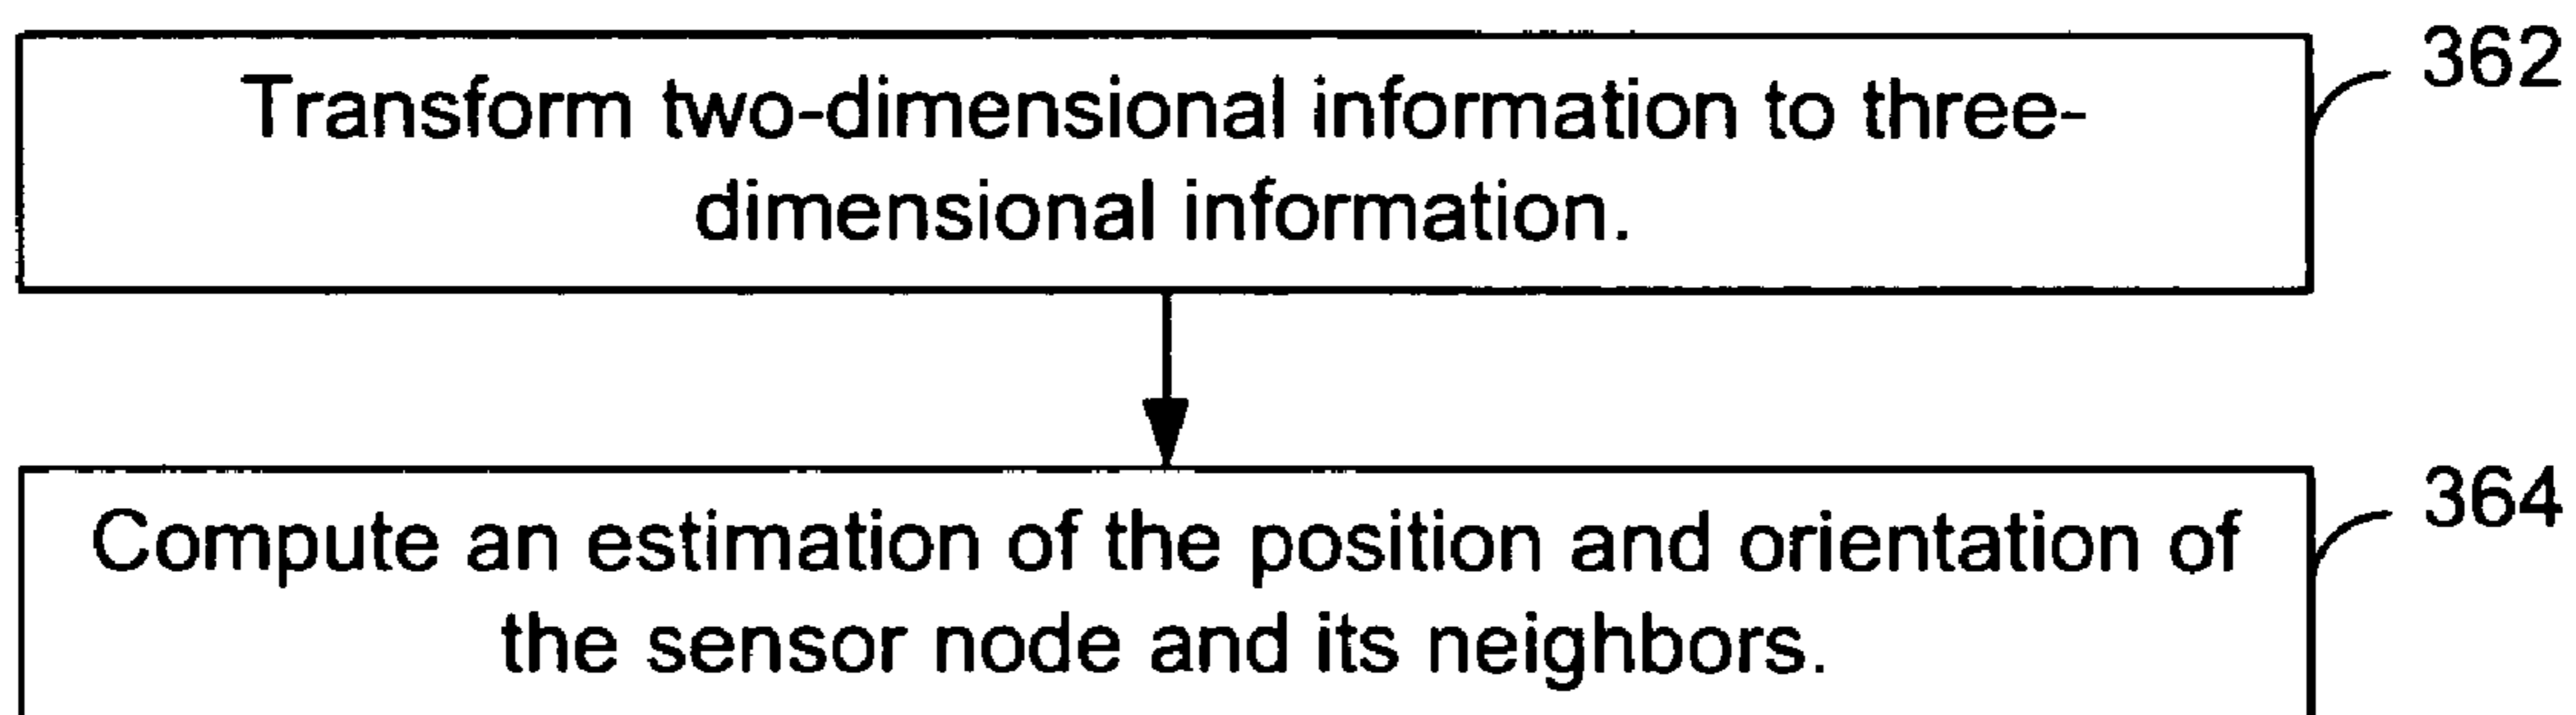 362
Transform two-dimensional information to three-
dimensional information.
364
Compute an estimation of the position and orientation of
the sensor node and its neighbors.